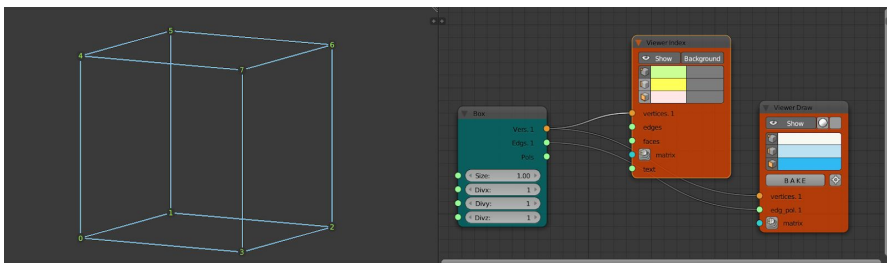 5
6
4
7
1
2
0
3
Viewer Index
Show Background
vertices. 1
edges
faces
matrix
text
Box
Vers. 1
Edgs. 1
Pols
Size: 1.00
Divx: 1
Divy: 1
Divz: 1
Viewer Draw
Show
BAKE
vertices. 1
edg_pol. 1
matrix